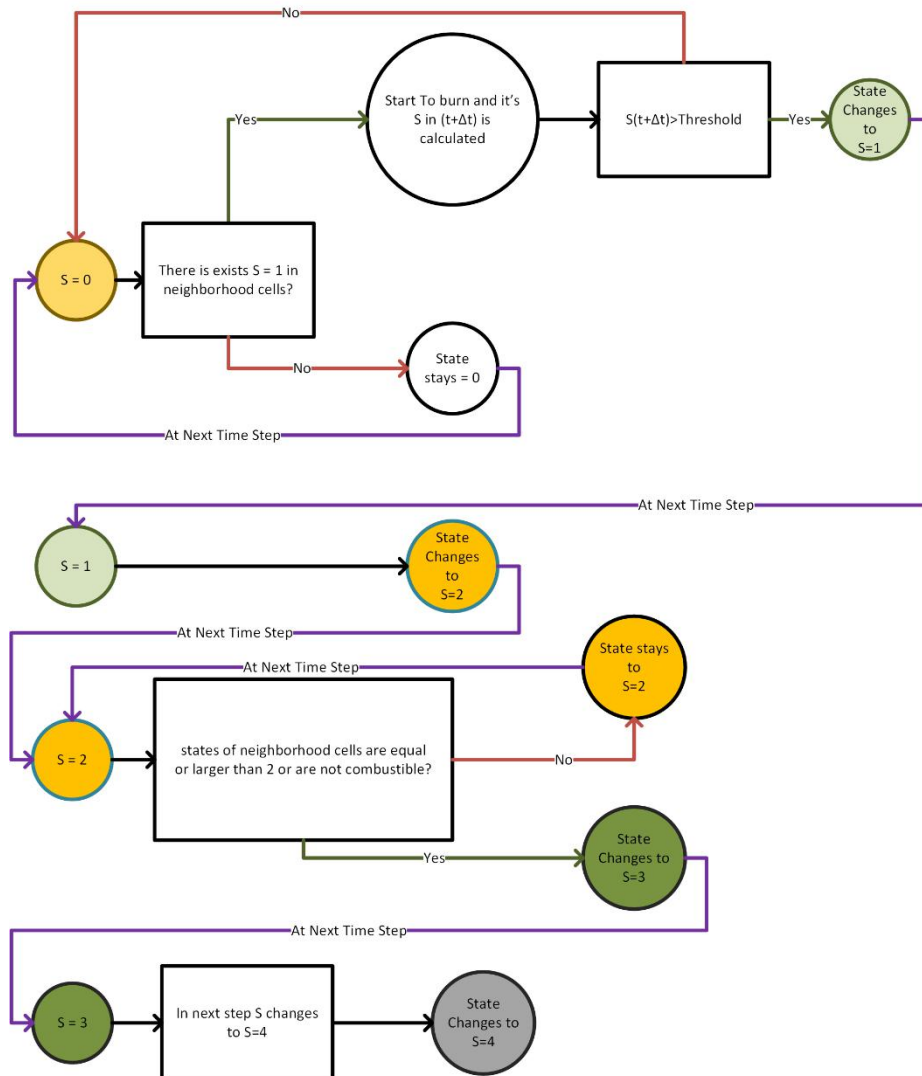 No
Start To burn and it's
S in (t+Δt) is
calculated
S(t+Δt)>Threshold
Yes
State
Changes
to
S=1
Yes
S = 0
There is exists S = 1 in
neighborhood cells?
No
State
stays = 0
At Next Time Step
At Next Time Step
S = 1
State
Changes
to
S=2
At Next Time Step
At Next Time Step
State stays
to
S=2
S = 2
states of neighborhood cells are equal
or larger than 2 or are not combustible?
No
Yes
State
Changes to
S=3
At Next Time Step
S = 3
In next step S changes
to S=4
State
Changes to
S=4